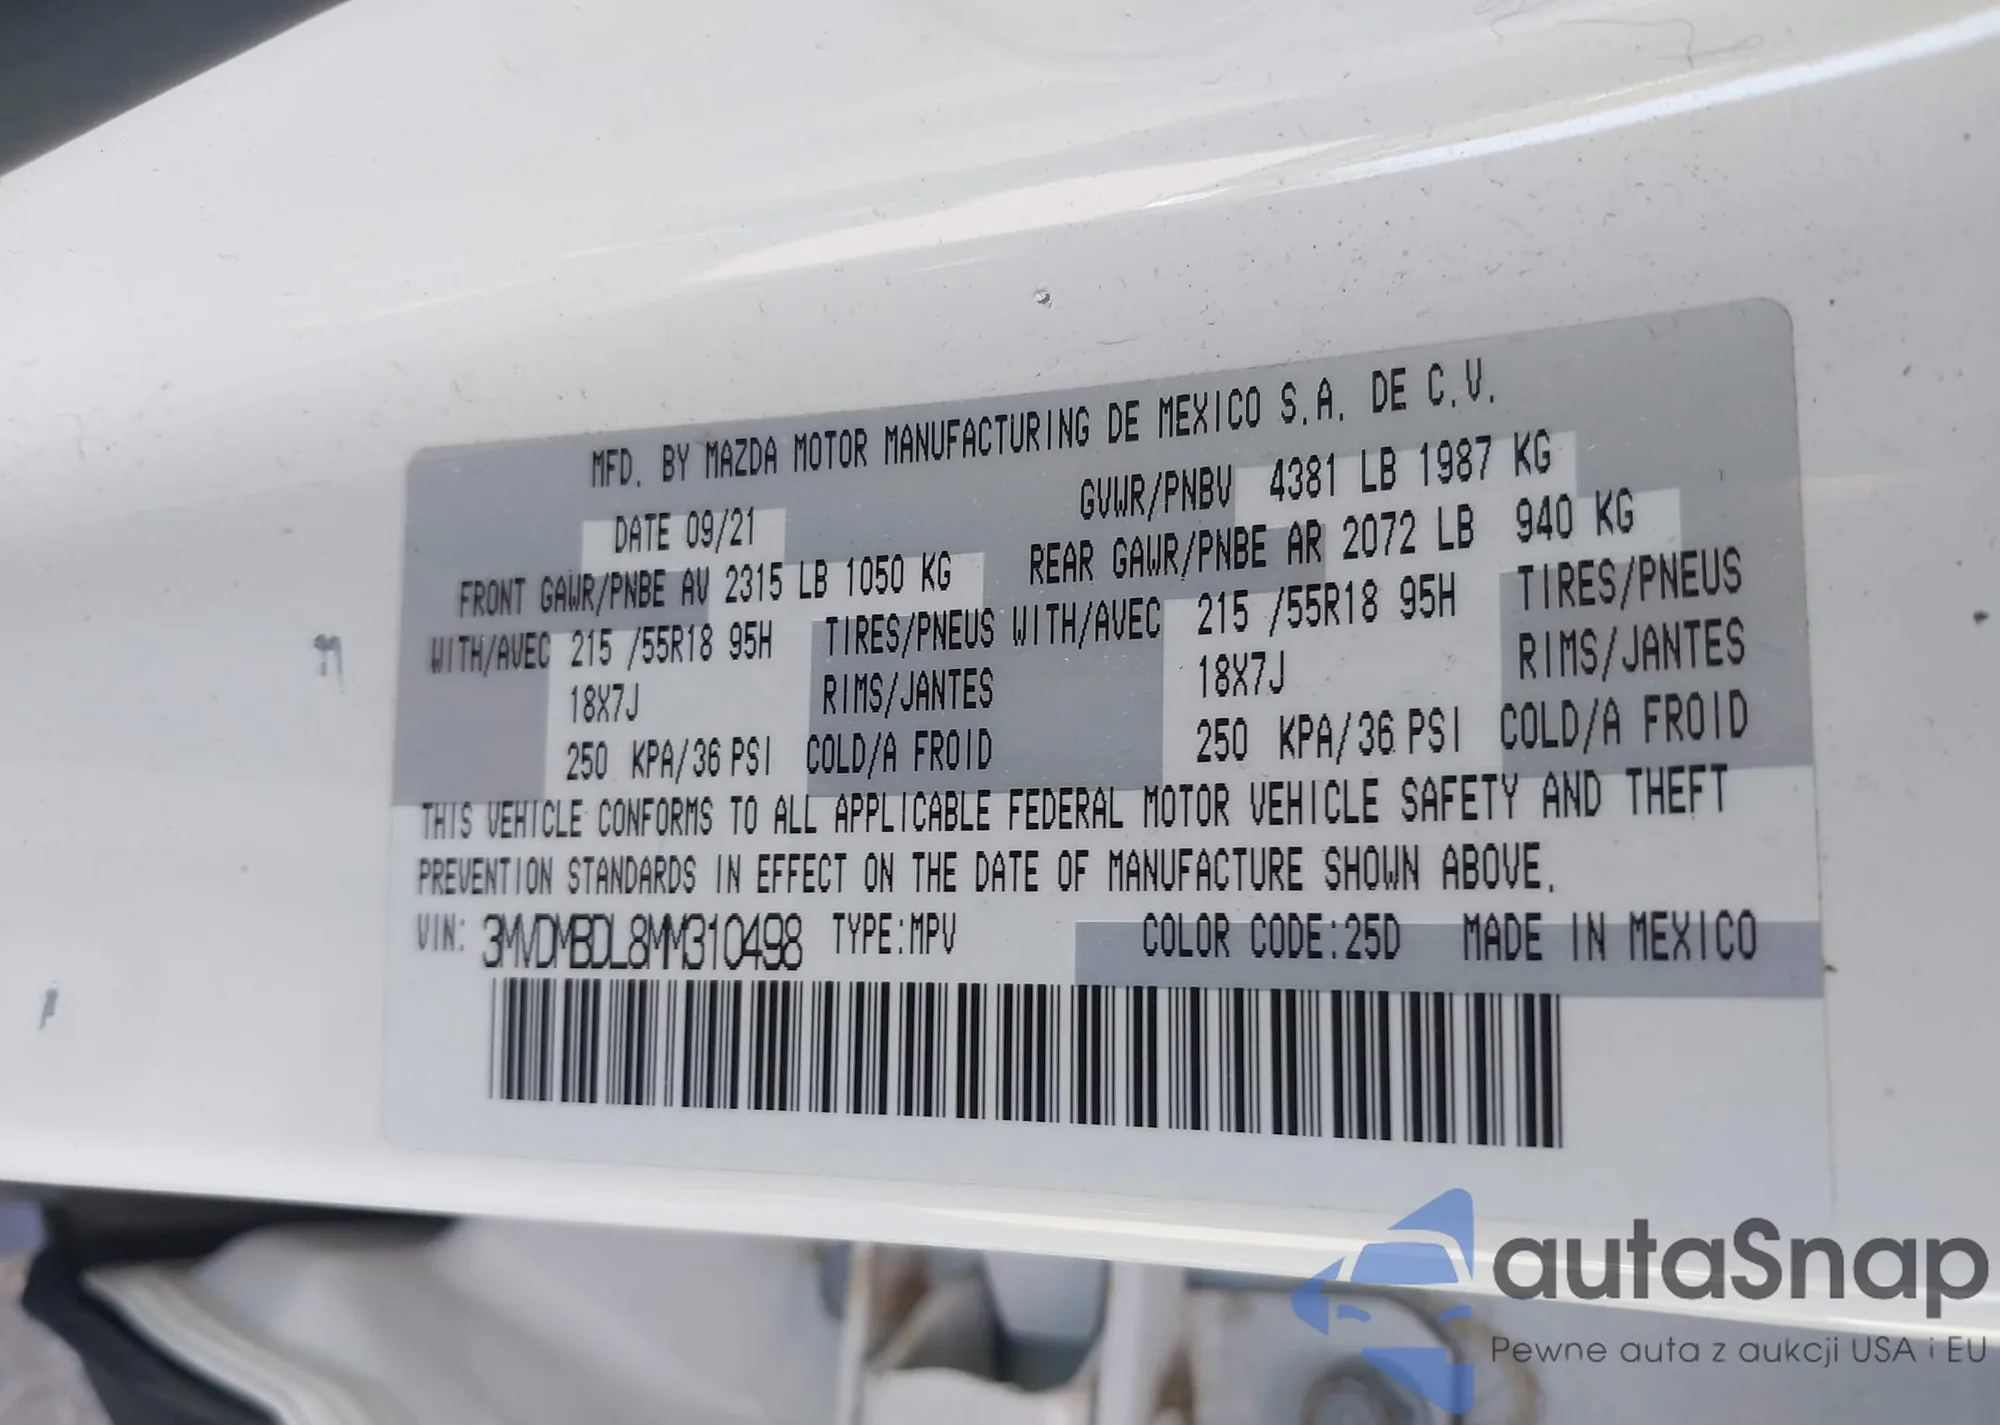 MFD. BY MAZDA MOTOR MANUFACTURING DE MEXICO S.A. DE C.V.
DATE 09/21 GVWR/PNBV 4381 LB 1987 KG
FRONT GAWR/PNBE AV 2315 LB 1050 KG REAR GAWR/PNBE AR 2072 LB 940 KG
WITH/AVEC 215 /55R18 95H TIRES/PNEUS WITH/AVEC 215 /55R18 95H TIRES/PNEUS
18X7J RIMS/JANTES 18X7J RIMS/JANTES
250 KPA/36 PSI COLD/A FROID 250 KPA/36 PSI COLD/A FROID
THIS VEHICLE CONFORMS TO ALL APPLICABLE FEDERAL MOTOR VEHICLE SAFETY AND THEFT
PREVENTION STANDARDS IN EFFECT ON THE DATE OF MANUFACTURE SHOWN ABOVE.
VIN: 3MVDMBDL8MM310498 TYPE:MPV COLOR CODE:25D MADE IN MEXICO
autaSnap
Pewne auta z aukcji USA i EU